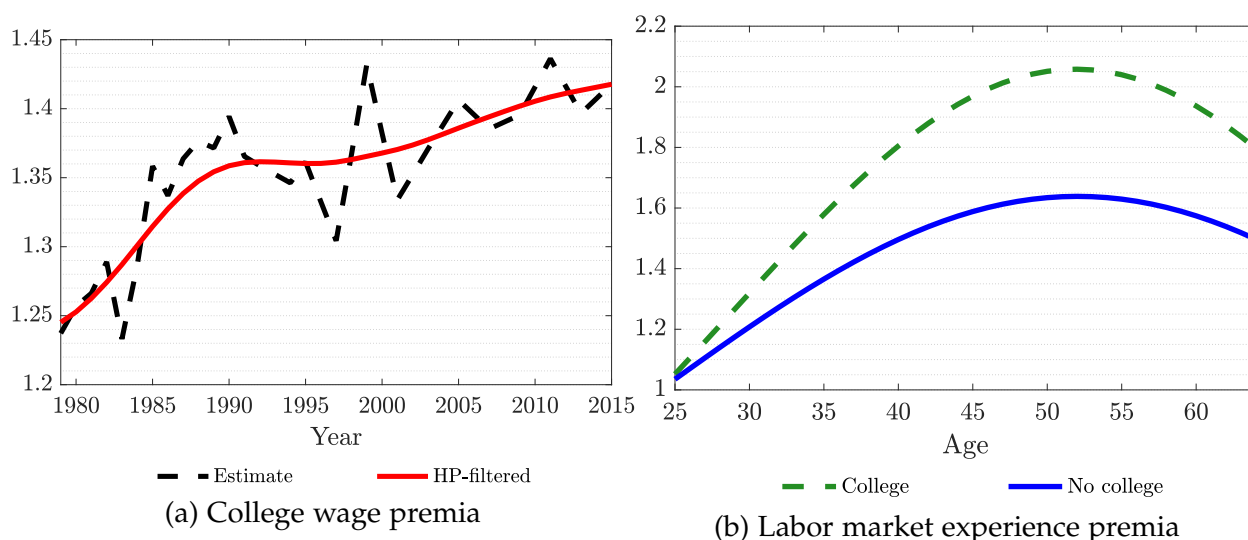 1.45
1.4
1.35
1.3
1.25
1.2
1980 1985 1990 1995 2000 2005 2010 2015
Year
Estimate HP-filtered
(a) College wage premia
2.2
2
1.8
1.6
1.4
1.2
1
25 30 35 40 45 50 55 60
Age
College No college
(b) Labor market experience premia